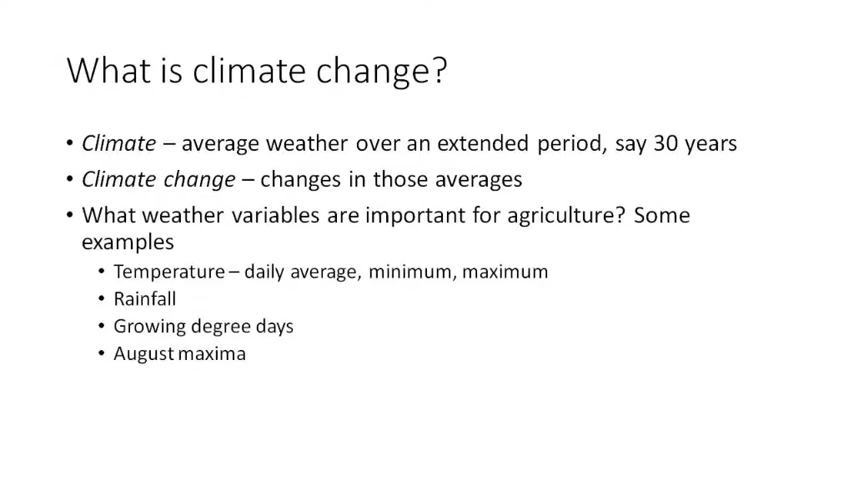 What is climate change?
• Climate – average weather over an extended period, say 30 years
• Climate change – changes in those averages
• What weather variables are important for agriculture? Some
examples
• Temperature – daily average, minimum, maximum
• Rainfall
• Growing degree days
• August maxima